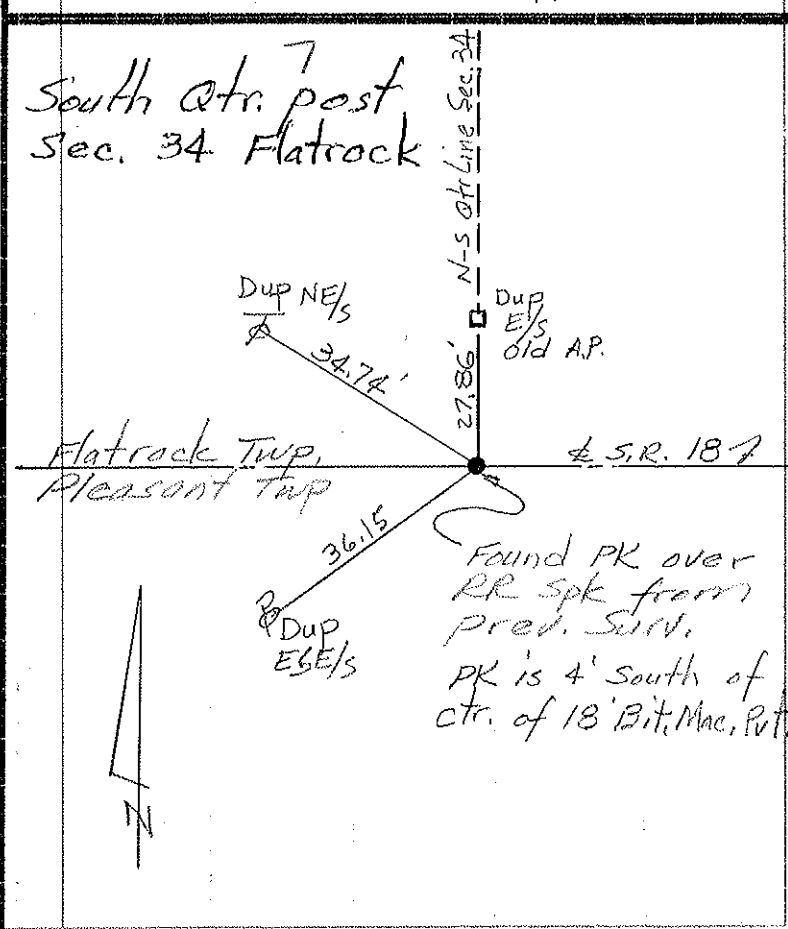 South Qtr. post
Sec. 34 Flatrock
N-S Qtr Line Sec. 34
Dup NE/s
34.74'
Dup
E/s
old A.P.
27.86'
Flatrock Twp.
Pleasant Twp
℄ S.R. 18
36.15
Dup
E/s
Found PK over
RR Spk from
prev. Surv.
PK is 4' South of
ctr. of 18' Bit. Mac. Pvt.
N